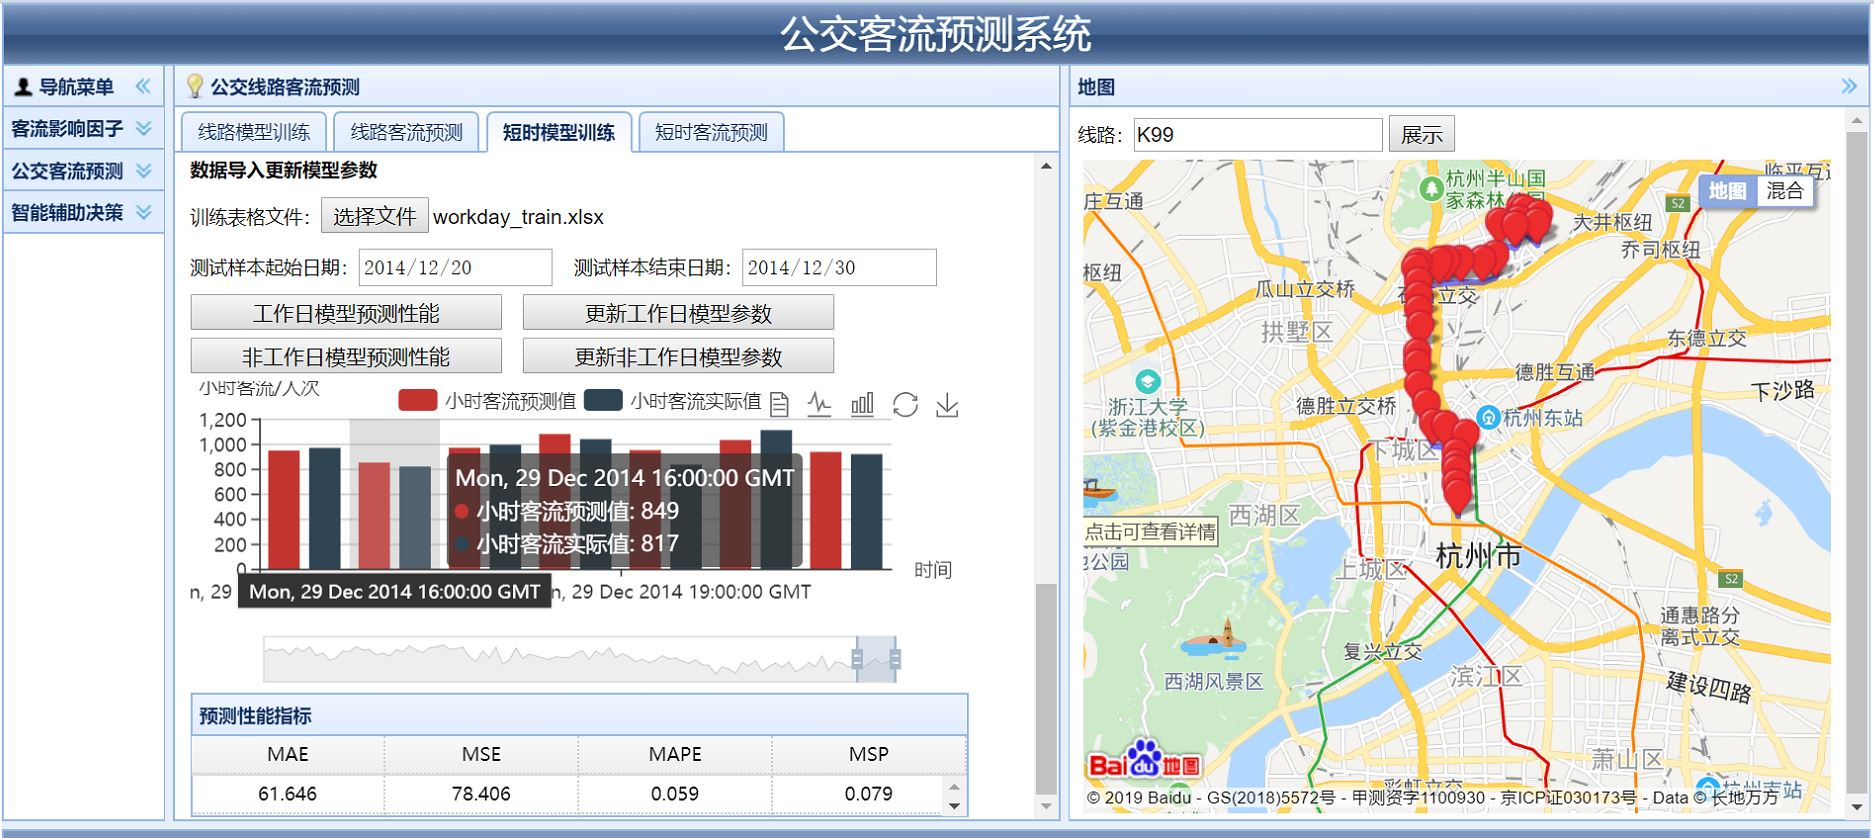 公交客流预测系统
导航菜单
客流影响因子
公交客流预测
智能辅助决策
公交线路客流预测
线路模型训练
线路客流预测
短时模型训练
短时客流预测
数据导入更新模型参数
训练表格文件： 选择文件 workday_train.xlsx
测试样本起始日期： 2014/12/20 测试样本结束日期： 2014/12/30
工作日模型预测性能 更新工作日模型参数
非工作日模型预测性能 更新非工作日模型参数
小时客流/人次
小时客流预测值 小时客流实际值
1,200
1,000
800
600
400
200
0
Mon, 29 Dec 2014 16:00:00 GMT
小时客流预测值: 849
小时客流实际值: 817
时间
n, 29
Mon, 29 Dec 2014 16:00:00 GMT
n, 29 Dec 2014 19:00:00 GMT
预测性能指标
MAE MSE MAPE MSP
61.646 78.406 0.059 0.079
地图
线路： K99 展示
地图 混合
杭州半山国
家森林
临平互通
庄互通
S2
大井枢纽
乔司枢纽
枢纽
瓜山立交桥
立交
拱墅区
东德立交
德胜互通
下沙路
浙江大学
(紫金港校区)
德胜立交桥
杭州东站
下城区
西湖区
点击可查看详情
杭州市
公园
上城区
S2
通惠路分
离式立交
复兴立交
西湖风景区
滨江区
建设四路
萧山区
Bai du 地图
彩虹立交
杭州南站
© 2019 Baidu - GS(2018)5572号 - 甲测资字1100930 - 京ICP证030173号 - Data © 长地万方